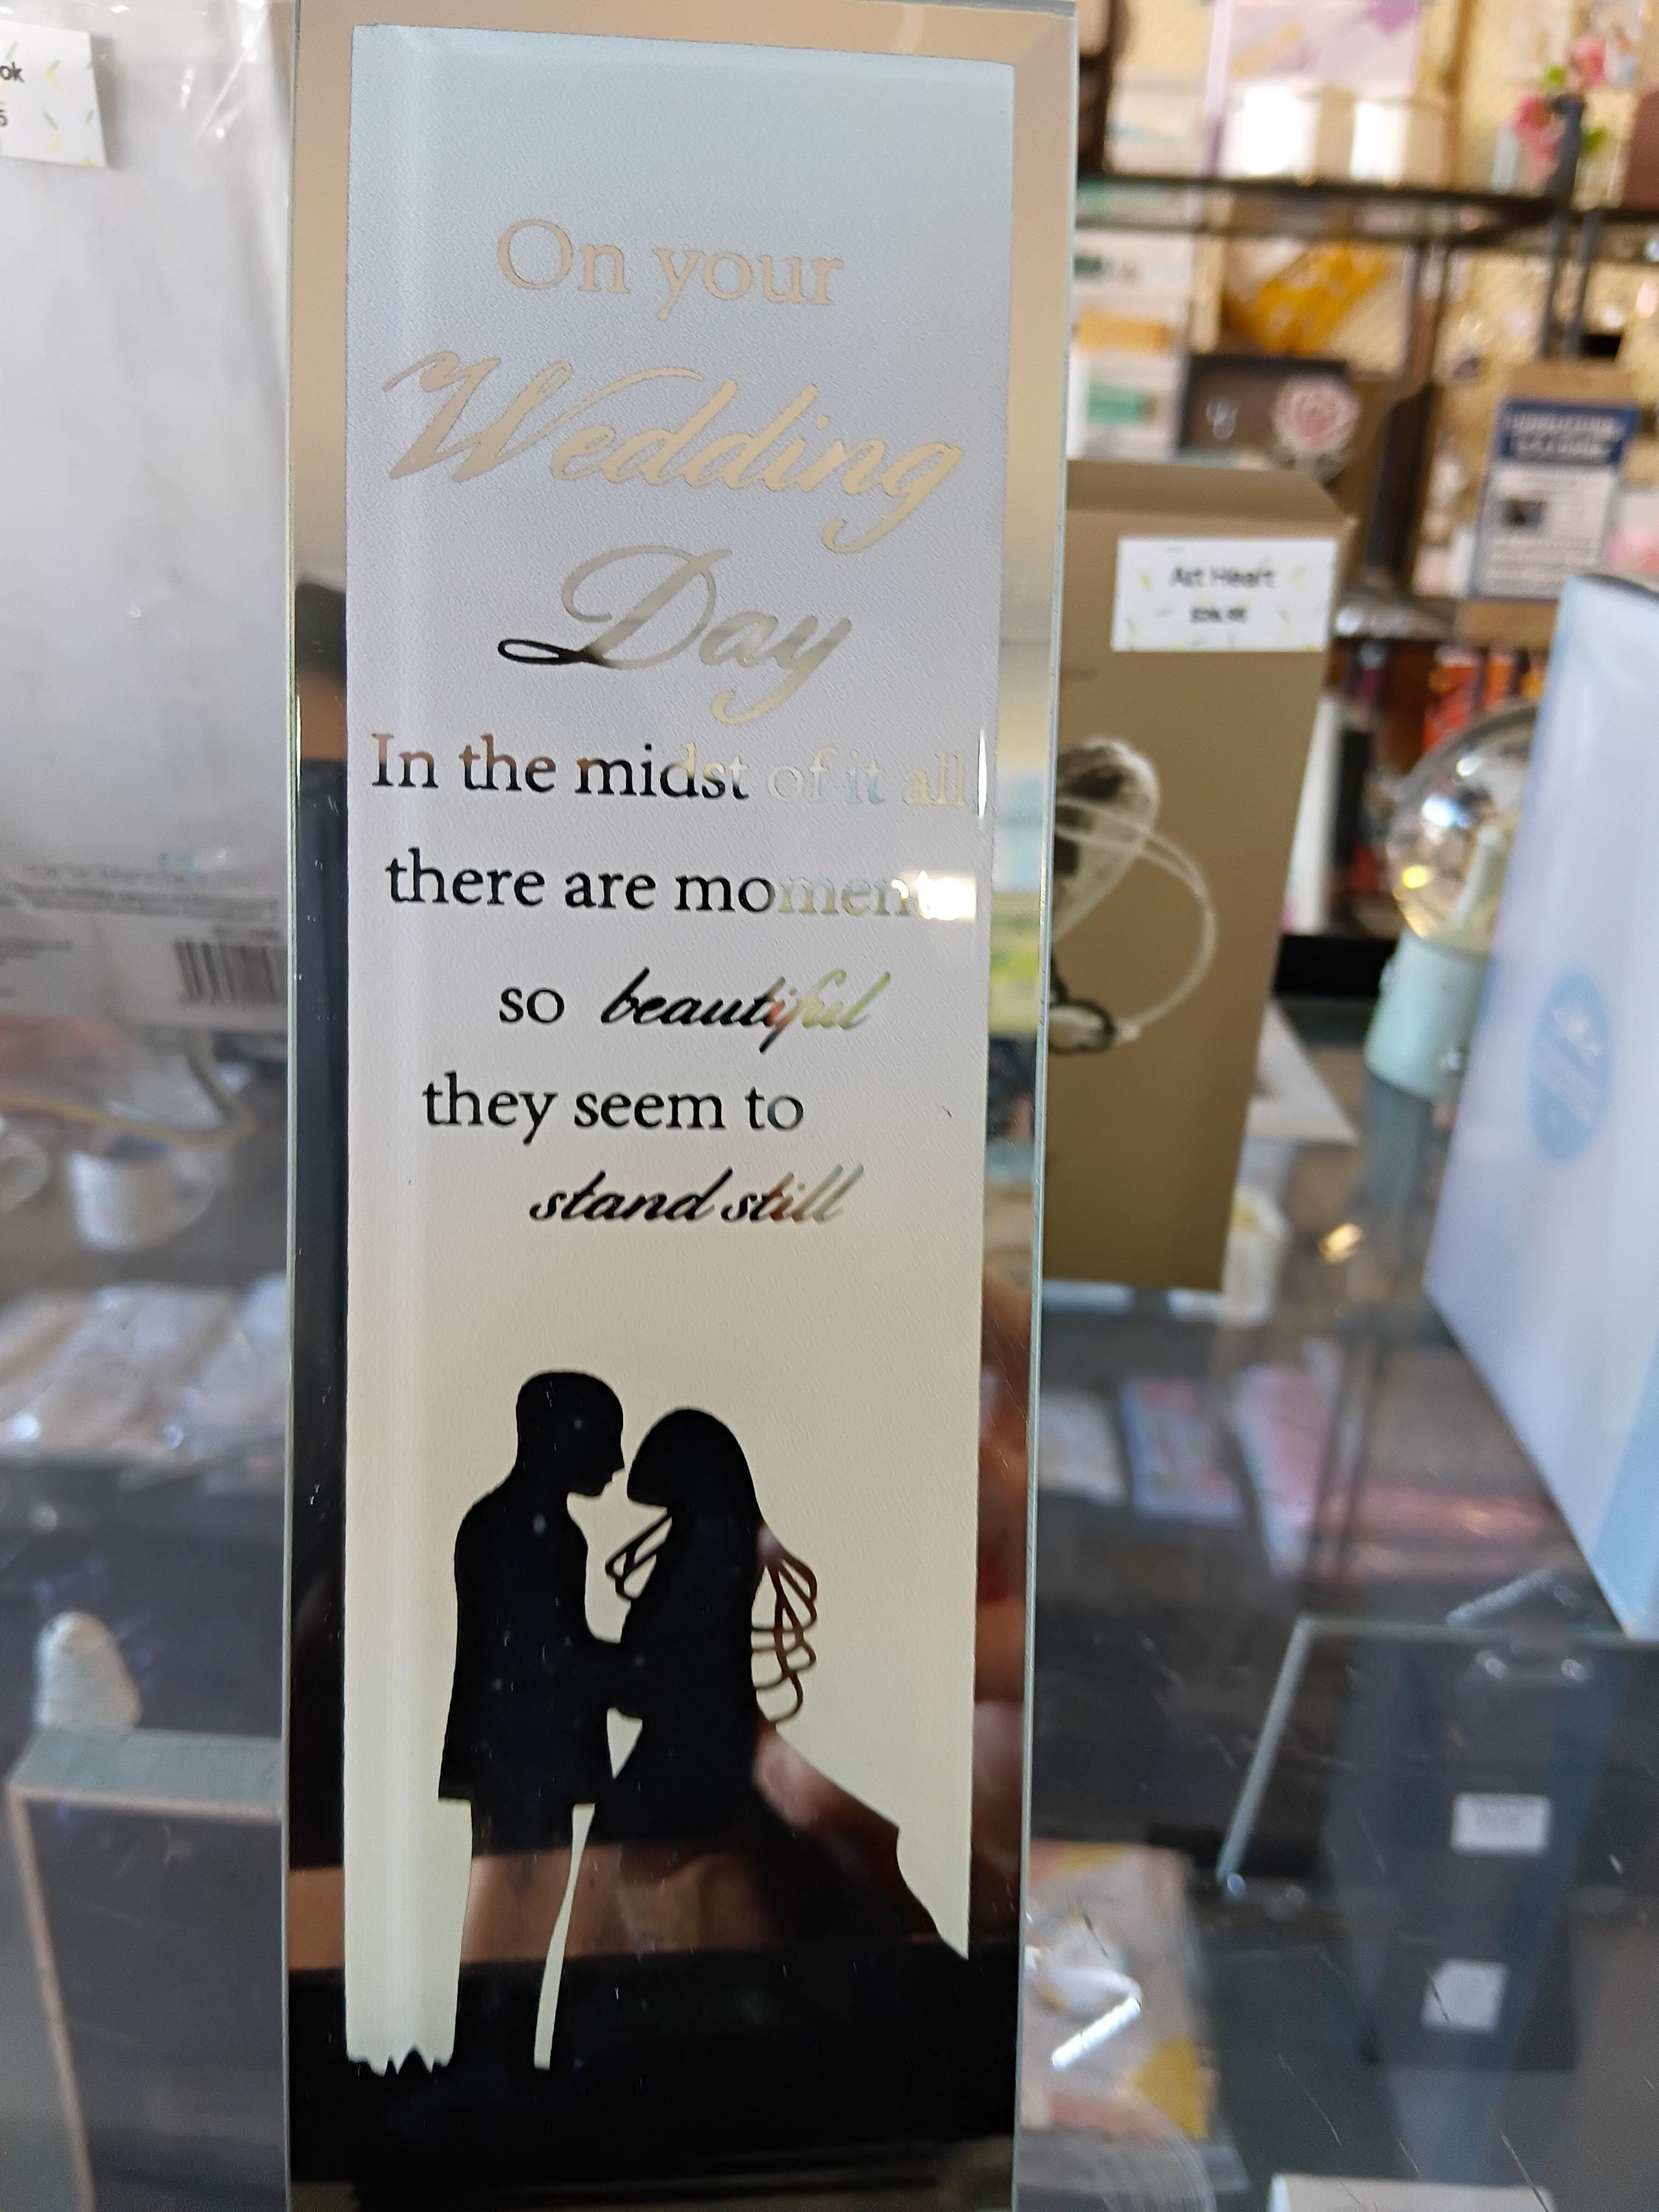 On your
Wedding
Day
In the midst of it all,
there are moments
so beautiful
they seem to
stand still
Art Heart
ok